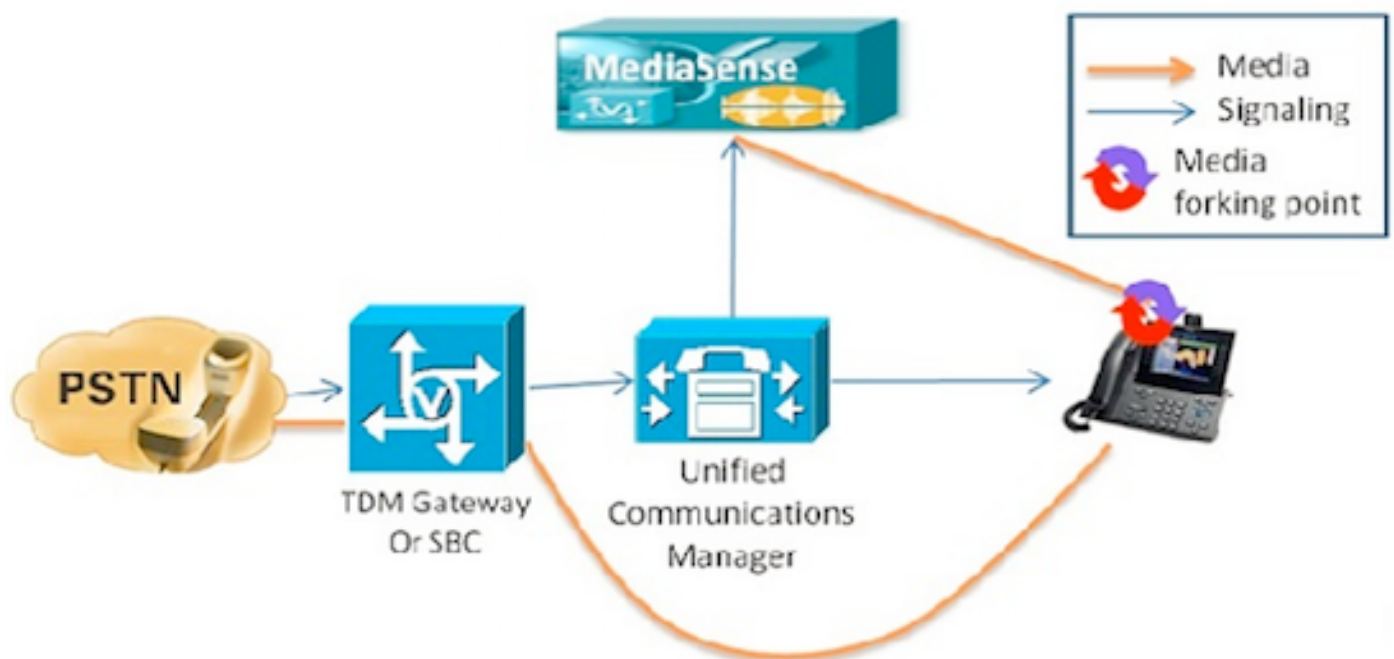 MediaSense
Media
Signaling
Media
forking point
PSTN
V
TDM Gateway
Or SBC
Unified
Communications
Manager
S